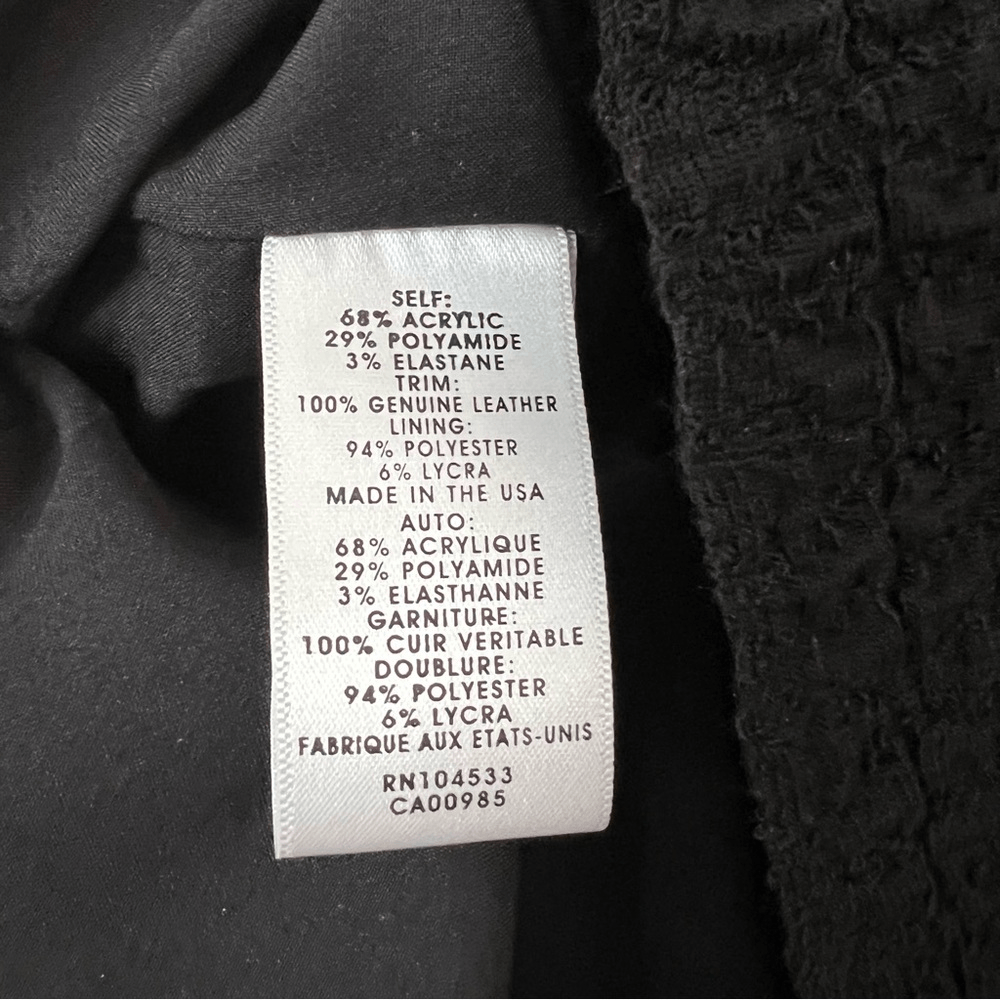 SELF:
68% ACRYLIC
29% POLYAMIDE
3% ELASTANE
TRIM:
100% GENUINE LEATHER
LINING:
94% POLYESTER
6% LYCRA
MADE IN THE USA
AUTO:
68% ACRYLIQUE
29% POLYAMIDE
3% ELASTHANNE
GARNITURE:
100% CUIR VERITABLE
DOUBLURE:
94% POLYESTER
6% LYCRA
FABRIQUE AUX ETATS-UNIS
RN104533
CA00985